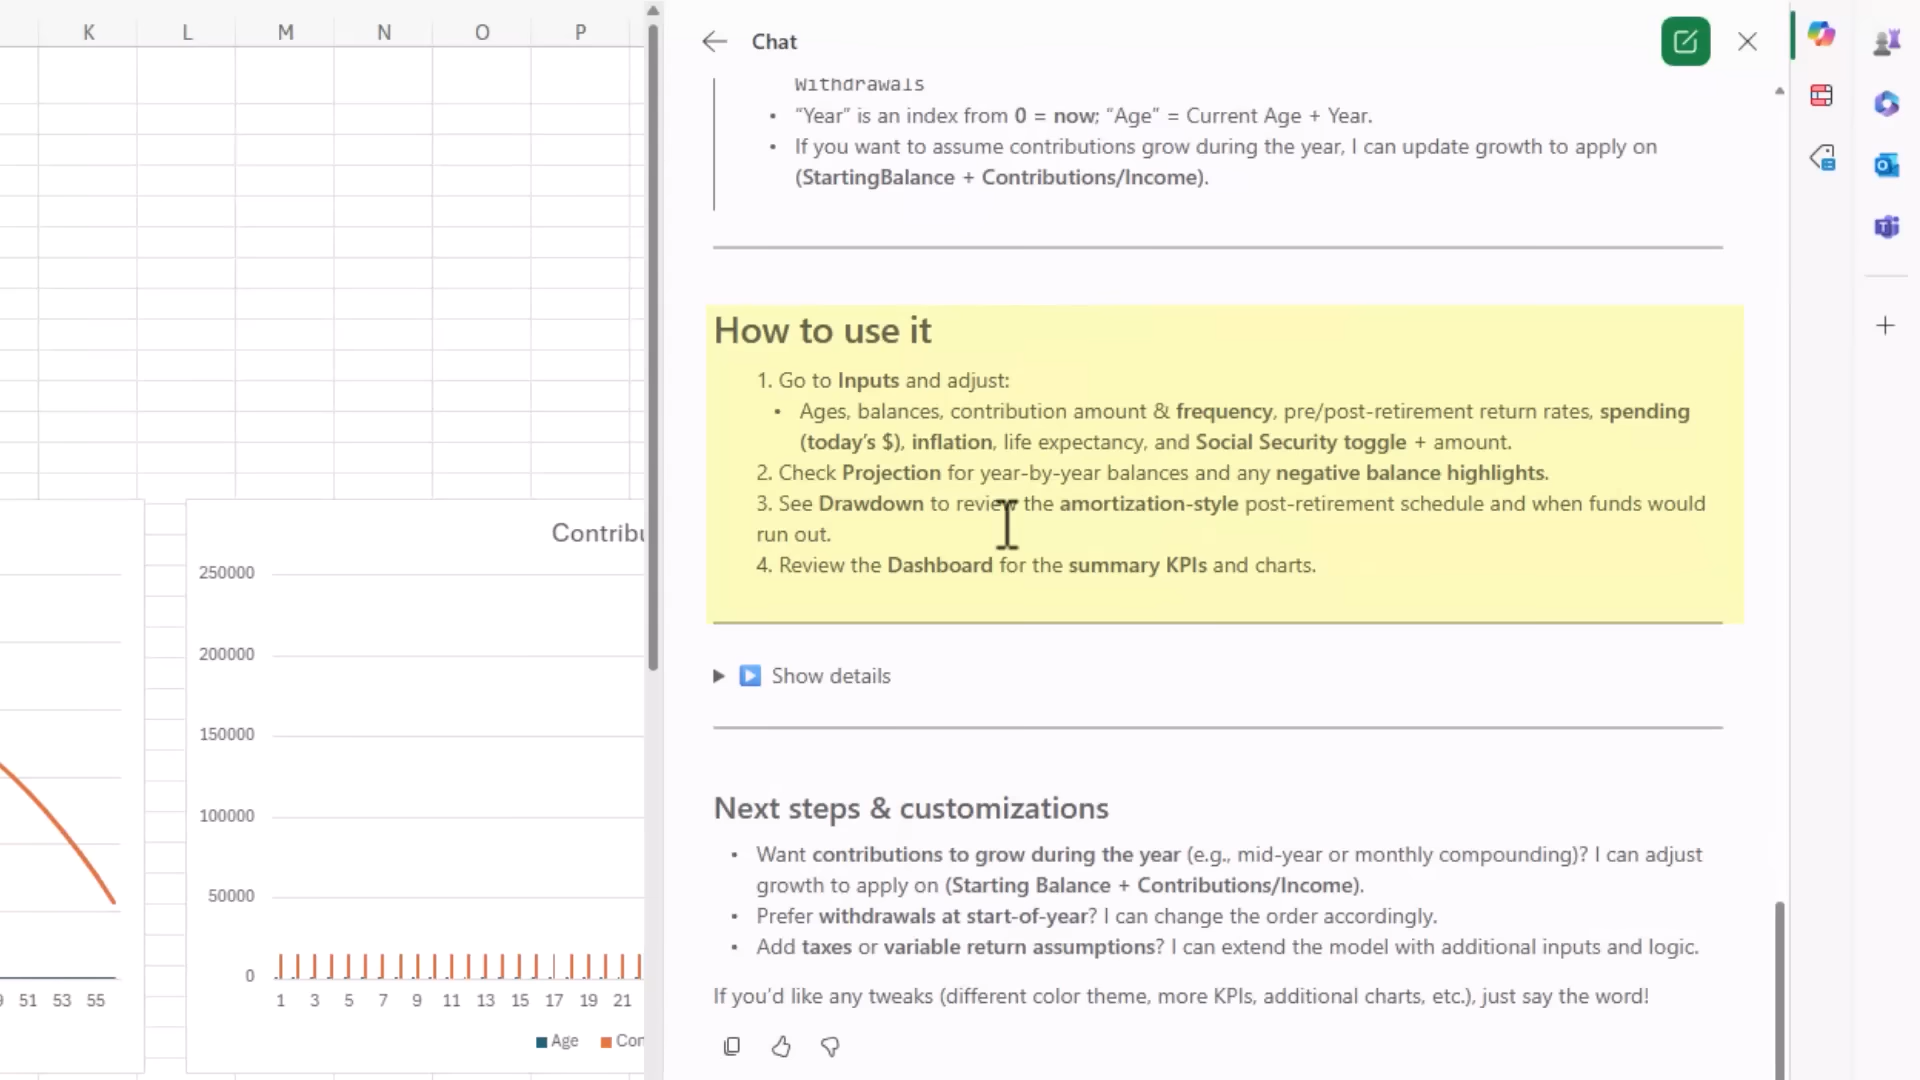 K L M N O P
Chat
Withdrawals
• “Year” is an index from 0 = now; “Age” = Current Age + Year.
• If you want to assume contributions grow during the year, I can update growth to apply on
(StartingBalance + Contributions/Income).
How to use it
1. Go to Inputs and adjust:
• Ages, balances, contribution amount & frequency, pre/post-retirement return rates, spending
(today’s $), inflation, life expectancy, and Social Security toggle + amount.
2. Check Projection for year-by-year balances and any negative balance highlights.
3. See Drawdown to review the amortization-style post-retirement schedule and when funds would
run out.
4. Review the Dashboard for the summary KPIs and charts.
Show details
Next steps & customizations
• Want contributions to grow during the year (e.g., mid-year or monthly compounding)? I can adjust
growth to apply on (Starting Balance + Contributions/Income).
• Prefer withdrawals at start-of-year? I can change the order accordingly.
• Add taxes or variable return assumptions? I can extend the model with additional inputs and logic.
If you’d like any tweaks (different color theme, more KPIs, additional charts, etc.), just say the word!
51 53 55
Contribu
250000
200000
150000
100000
50000
0
1 3 5 7 9 11 13 15 17 19 21
Age Con